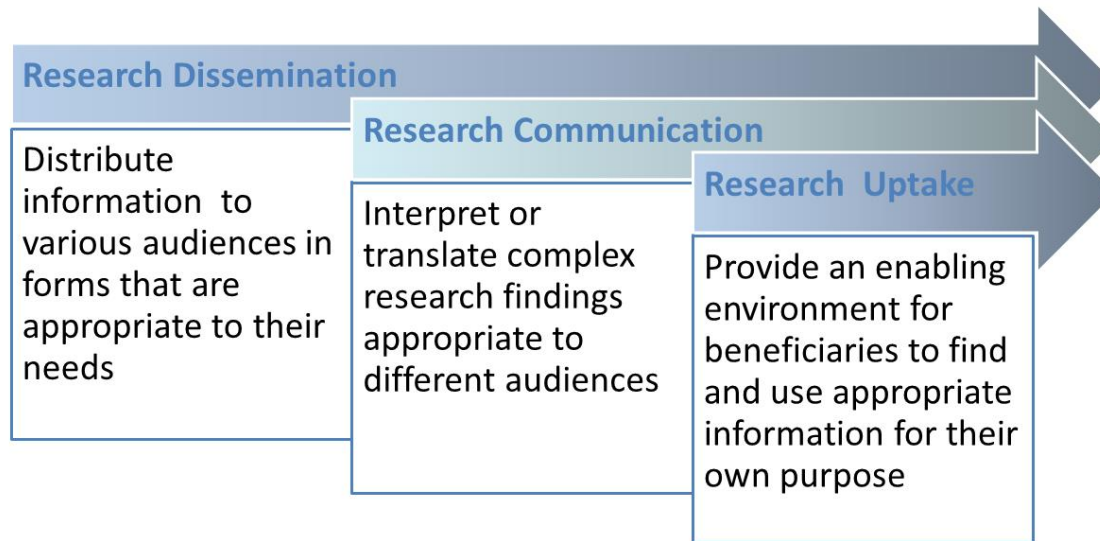 Research Dissemination
Distribute
information  to
various audiences in
forms that are
appropriate to their
needs
Research Communication
Interpret or
translate complex
research findings
appropriate to
different audiences
Research  Uptake
Provide an enabling
environment for
beneficiaries to find
and use appropriate
information for their
own purpose